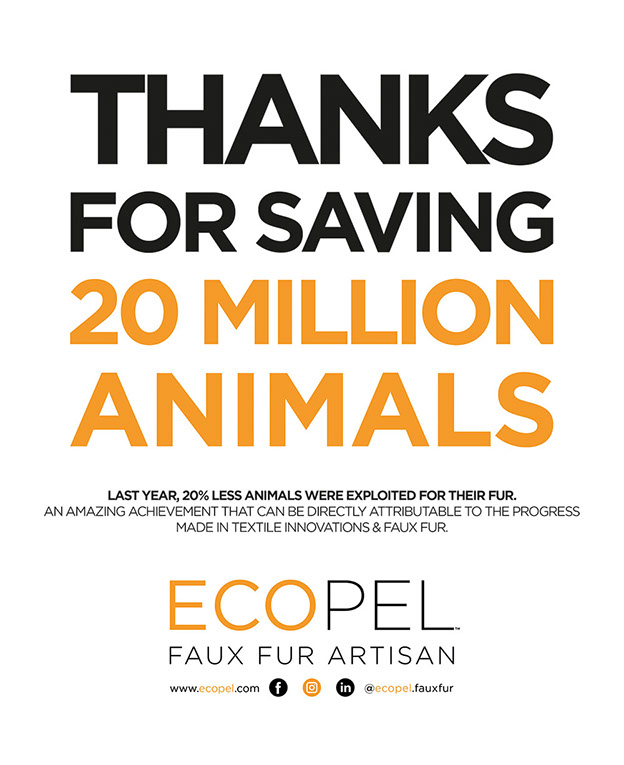 THANKS
FOR SAVING
20 MILLION
ANIMALS
LAST YEAR, 20% LESS ANIMALS WERE EXPLOITED FOR THEIR FUR.
AN AMAZING ACHIEVEMENT THAT CAN BE DIRECTLY ATTRIBUTABLE TO THE PROGRESS
MADE IN TEXTILE INNOVATIONS & FAUX FUR.
ECOPEL™
FAUX FUR ARTISAN
www.ecopel.com f in @ecopel.fauxfur